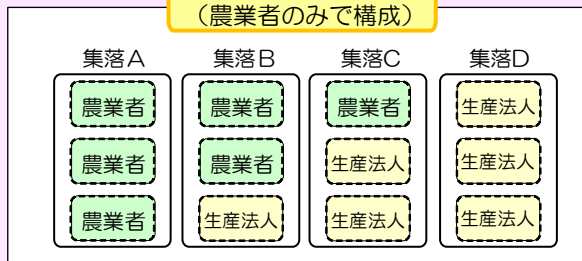 （農業者のみで構成）
集落A 集落B 集落C 集落D
農業者 農業者 農業者 生産法人
農業者 農業者 生産法人 生産法人
農業者 生産法人 生産法人 生産法人